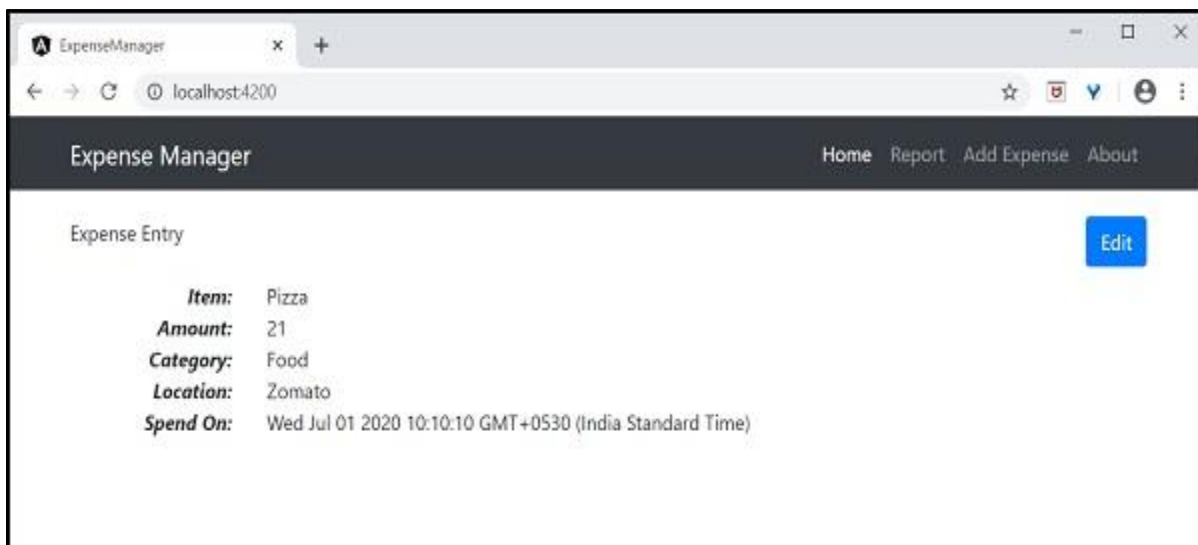 ExpenseManager
localhost:4200
Expense Manager
Home Report Add Expense About
Expense Entry
Edit
Item: Pizza
Amount: 21
Category: Food
Location: Zomato
Spend On: Wed Jul 01 2020 10:10:10 GMT+0530 (India Standard Time)